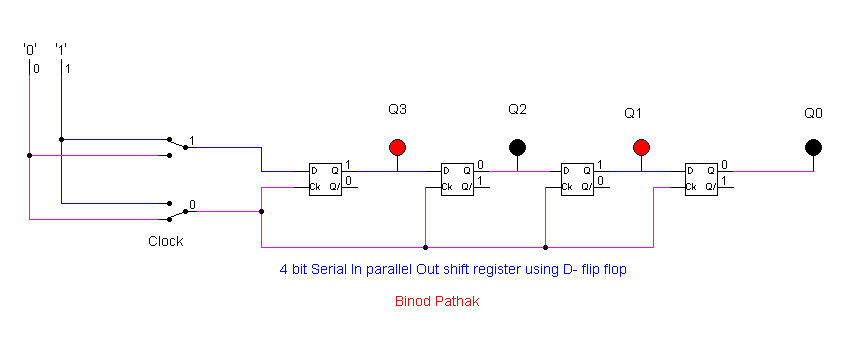 '0' '1'
0 1
Q3 Q2 Q1 Q0
1
D Q 1
Ck Q/ 0
D Q 0
Ck Q/ 1
D Q 1
Ck Q/ 0
D Q 0
Ck Q/ 1
0
Clock
4 bit Serial In parallel Out shift register using D- flip flop
Binod Pathak